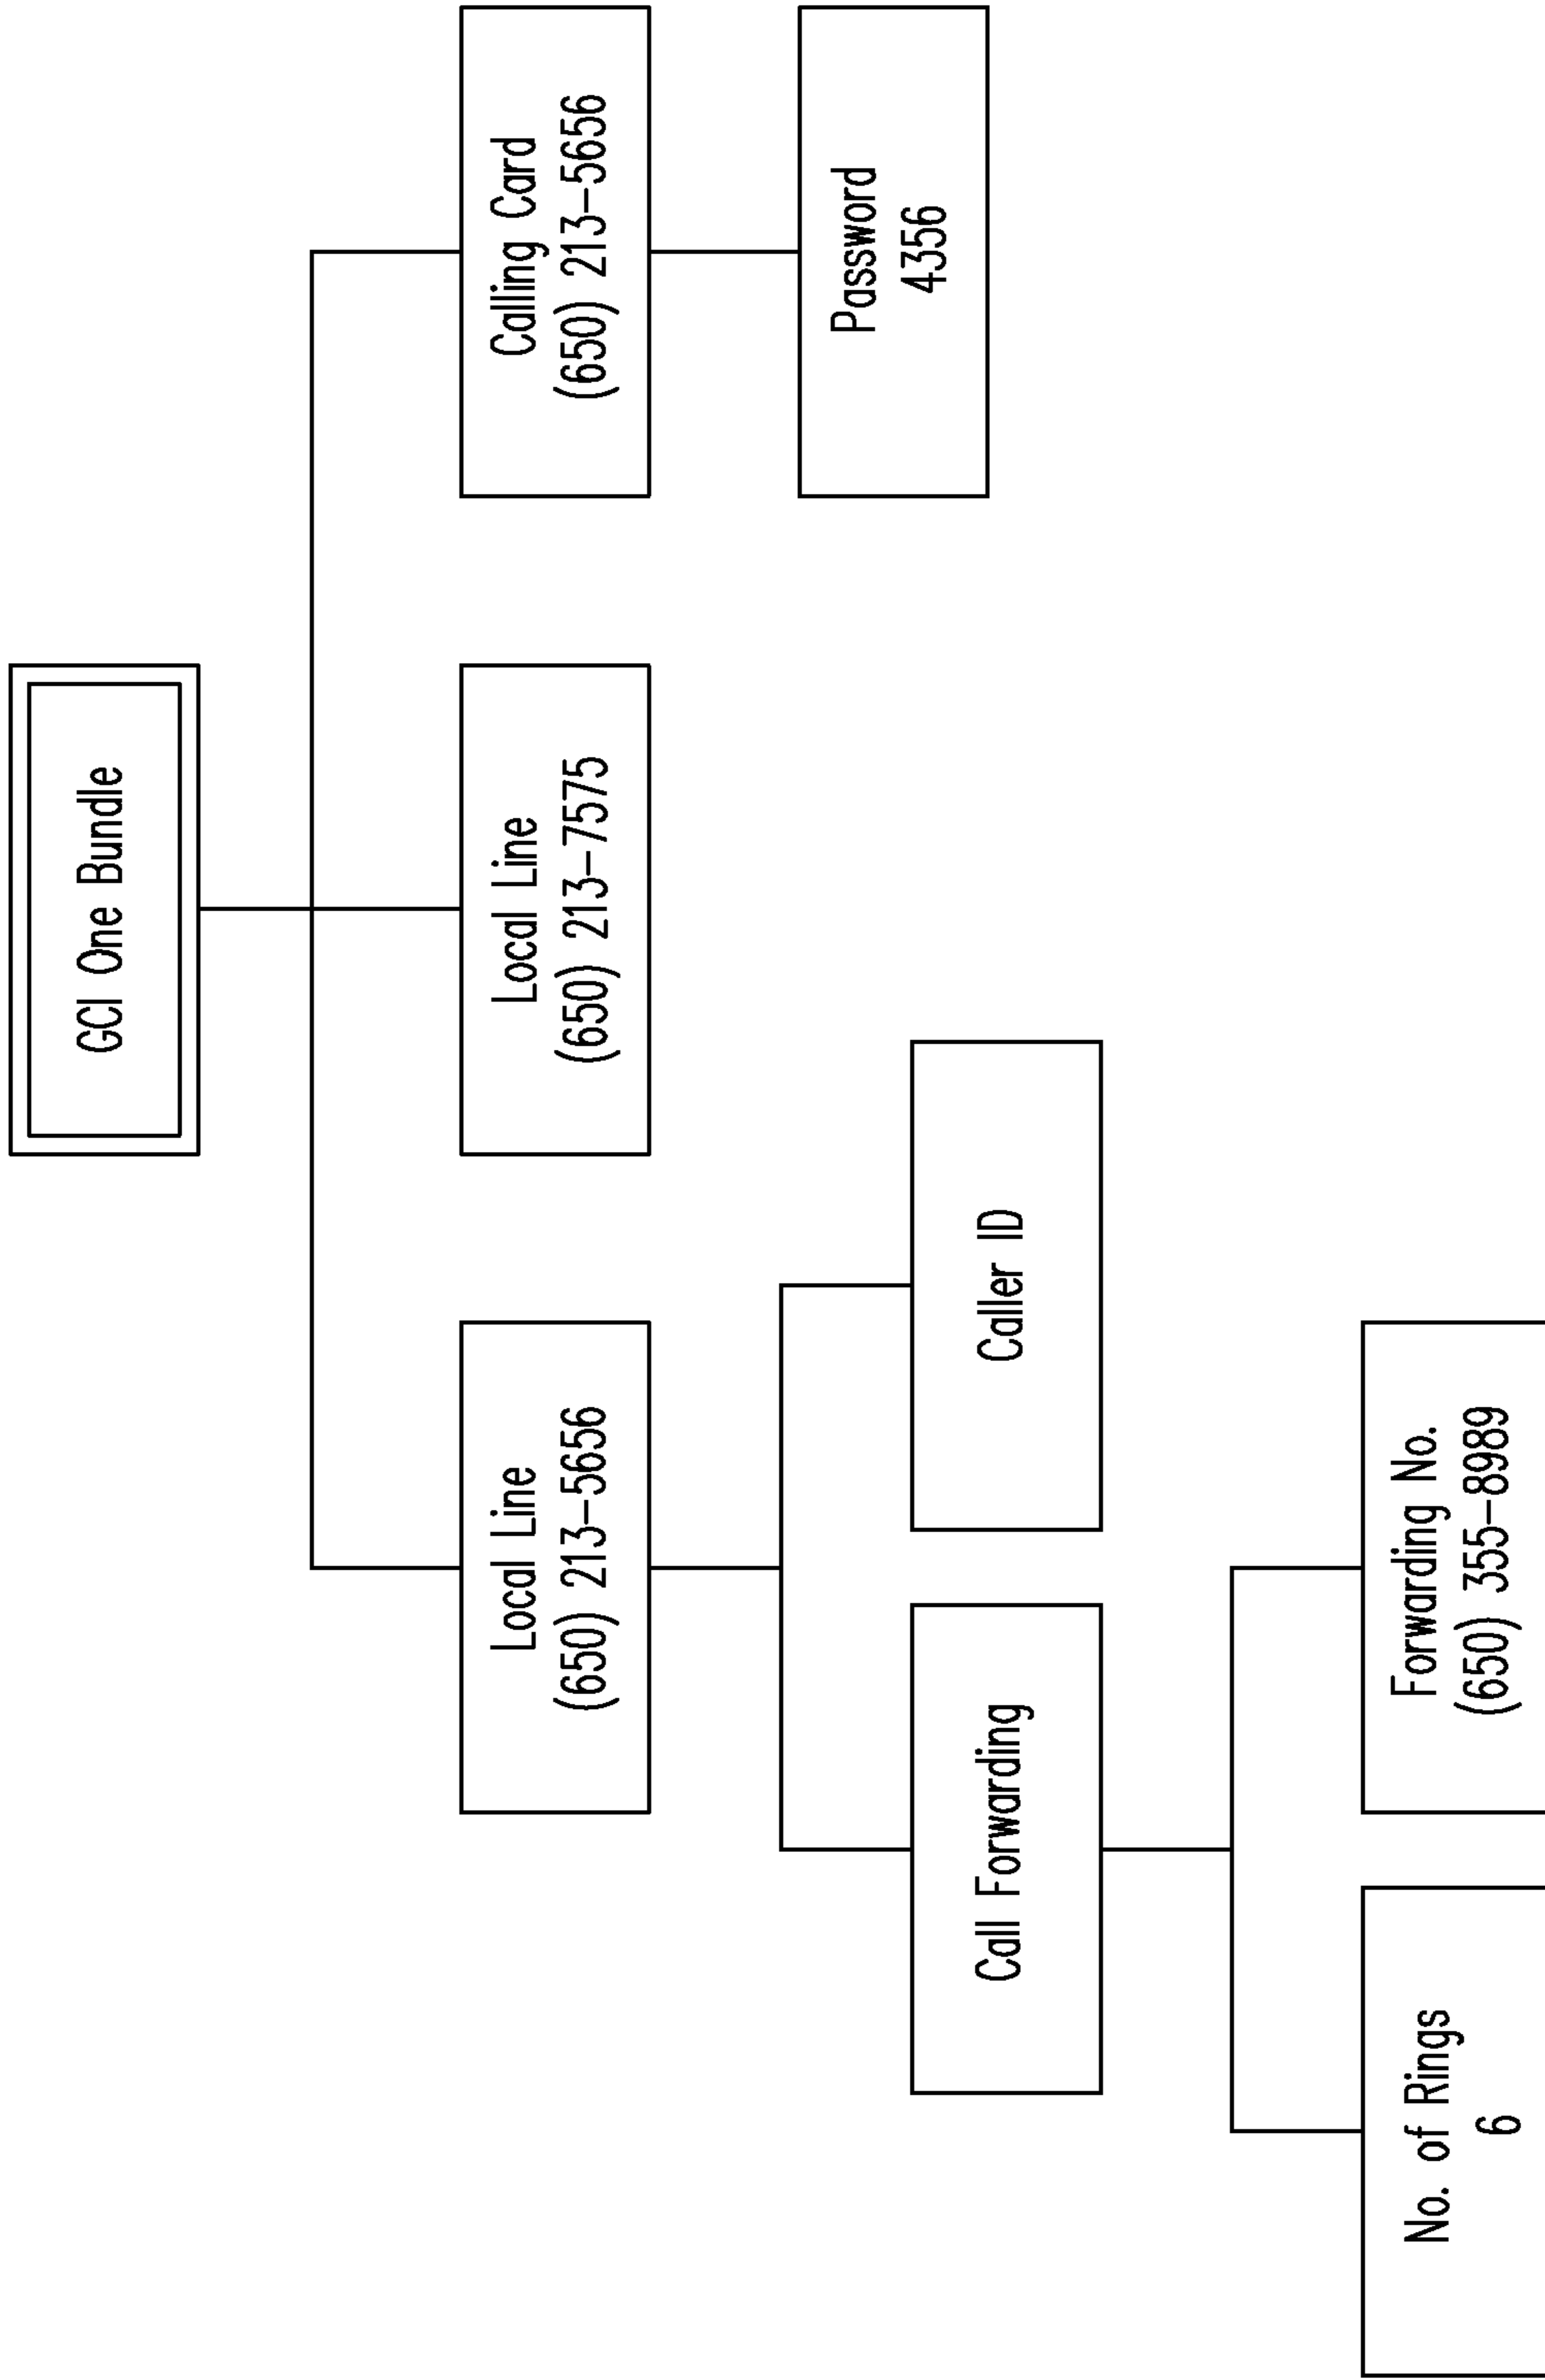 GCI One Bundle
Local Line
(650) 213-5656
Local Line
(650) 213-7575
Calling Card
(650) 213-5656
Call Forwarding
Caller ID
Password
4356
No. of Rings
6
Forwarding No.
(650) 355-8989